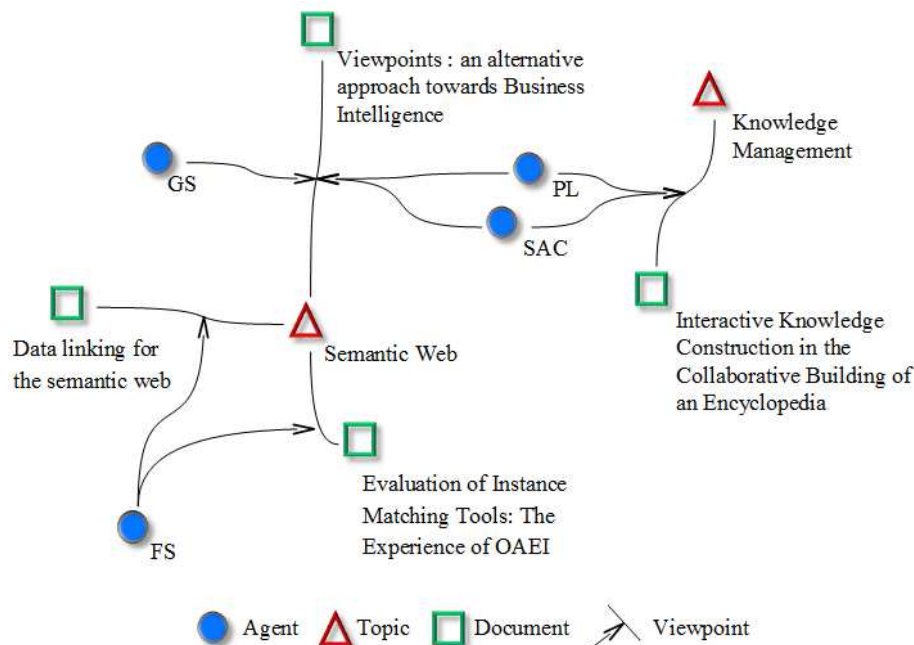 Viewpoints : an alternative
approach towards Business
Intelligence
Knowledge
Management
GS
PL
SAC
Data linking for
the semantic web
Semantic Web
Interactive Knowledge
Construction in the
Collaborative Building of
an Encyclopedia
Evaluation of Instance
Matching Tools: The
Experience of OAEI
FS
Agent
Topic
Document
Viewpoint